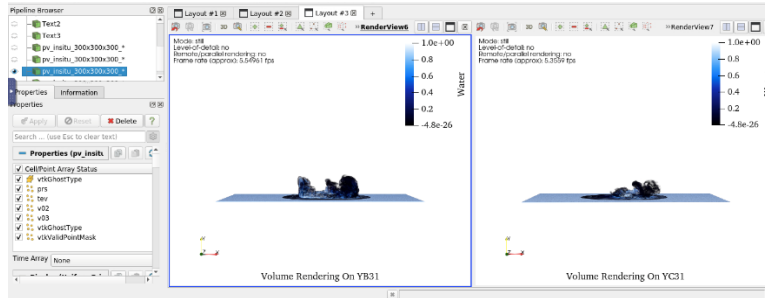 Pipeline Browser
Text2
Text3
pv_insitu_300x300x300_*
pv_insitu_300x300x300_*
Properties
Information
Properties
Apply
Reset
Delete
?
Search ... (use Esc to clear text)
Properties (pv_insitu
Cell/Point Array Status
vtkGhostType
prs
tev
v02
v03
vtkGhostType
vtkValidPointMask
Time Array None
Layout #1
Layout #2
Layout #3
+
3D
»RenderView6
Mode: still
Level-of-detail: no
Remote/parallel rendering: no
Frame rate (approx): 5.54961 fps
1.0e+00
0.8
0.6
0.4
0.2
-4.8e-26
Water
Volume Rendering On YB31
3D
»RenderView7
Mode: still
Level-of-detail: no
Remote/parallel rendering: no
Frame rate (approx): 5.3559 fps
1.0e+00
0.8
0.6
0.4
0.2
-4.8e-26
Volume Rendering On YC31